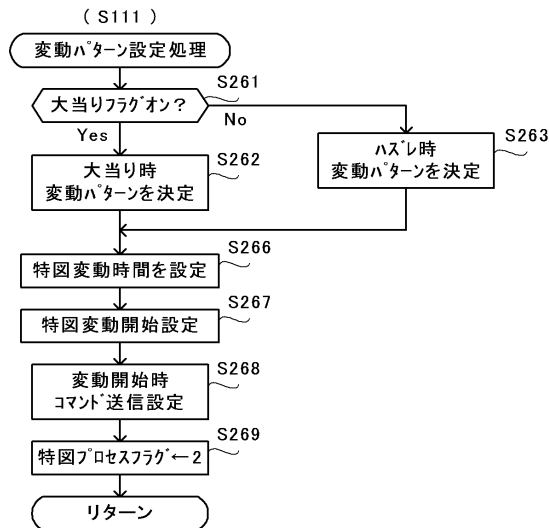 ( S111 )
変動パターン設定処理
S261
大当りフラグオン?
Yes
No
S262
大当り時
変動パターンを決定
S263
ハズレ時
変動パターンを決定
S266
特図変動時間を設定
S267
特図変動開始設定
S268
変動開始時
コマンド送信設定
S269
特図プロセスフラグ←2
リターン